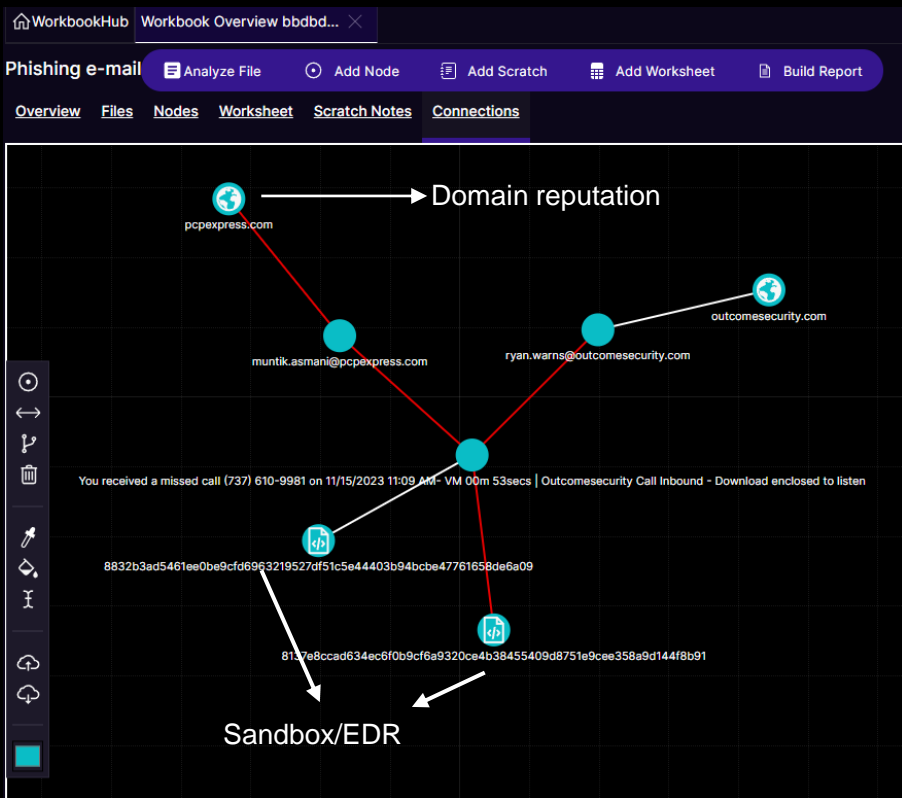 WorkbookHub Workbook Overview bbdbd...
Phishing e-mail Analyze File Add Node Add Scratch Add Worksheet Build Report
Overview Files Nodes Worksheet Scratch Notes Connections
Domain reputation
pcpexpress.com
outcomesecurity.com
muntik.asmani@pcpexpress.com
ryan.warns@outcomesecurity.com
You received a missed call (737) 610-9981 on 11/15/2023 11:09 AM- VM 00m 53secs | Outcomesecurity Call Inbound - Download enclosed to listen
8832b3ad5461ee0be9cfd6963219527df51c5e44403b94bcbe47761658de6a09
8137e8ccad634ec6f0b9cf6a9320ce4b38455409d8751e9cee358a9d144f8b91
Sandbox/EDR